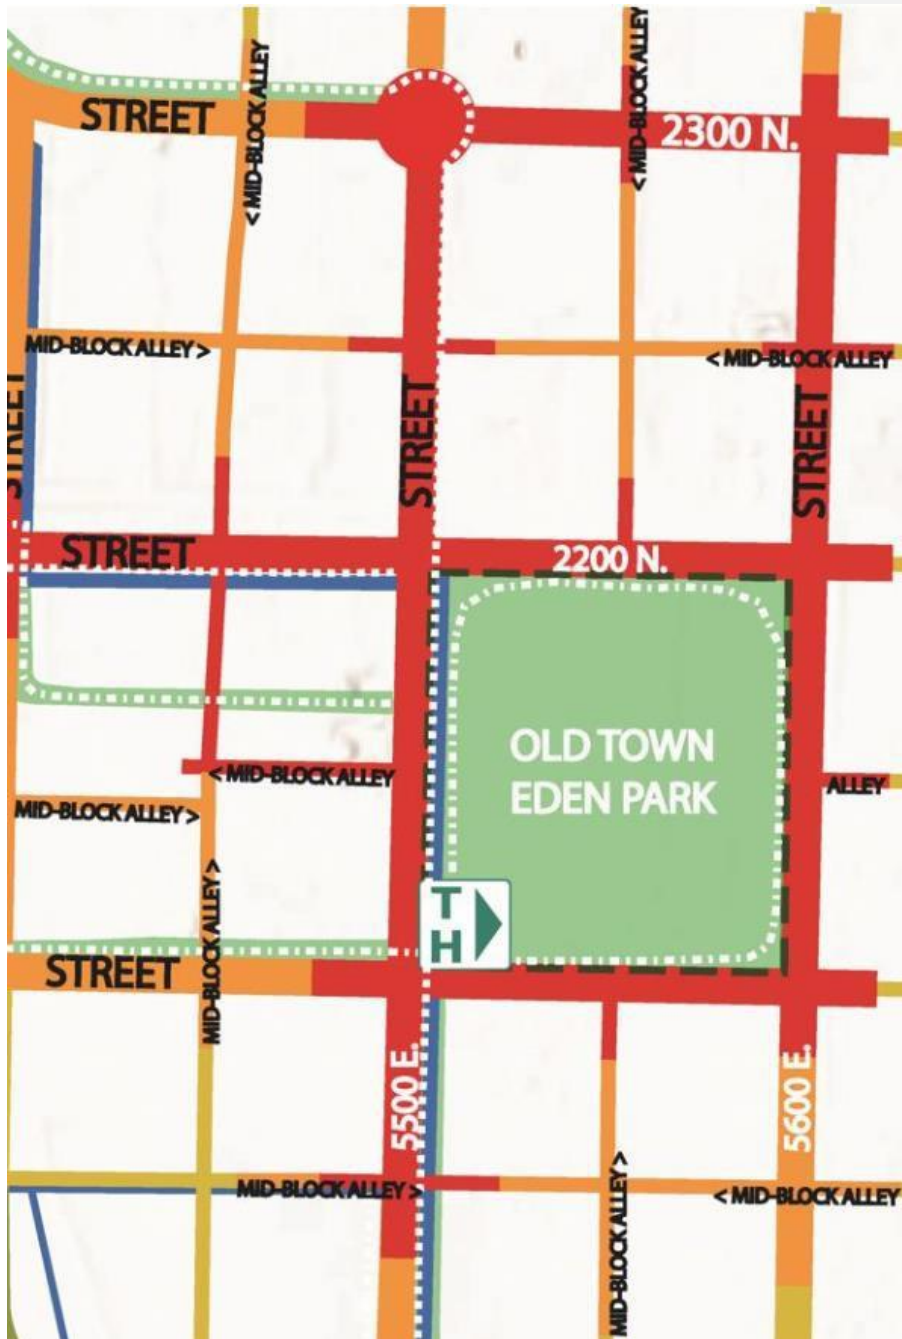 < MID-BLOCK ALLEY
< MID-BLOCK ALLEY
STREET
2300 N.
MID-BLOCK ALLEY >
< MID-BLOCK ALLEY
STREET
STREET
STREET
STREET
2200 N.
OLD TOWN
EDEN PARK
< MID-BLOCK ALLEY
ALLEY
MID-BLOCK ALLEY >
MID-BLOCK ALLEY >
T
H
STREET
5500 E.
5600 E.
MID-BLOCK ALLEY >
< MID-BLOCK ALLEY
MID-BLOCK ALLEY >